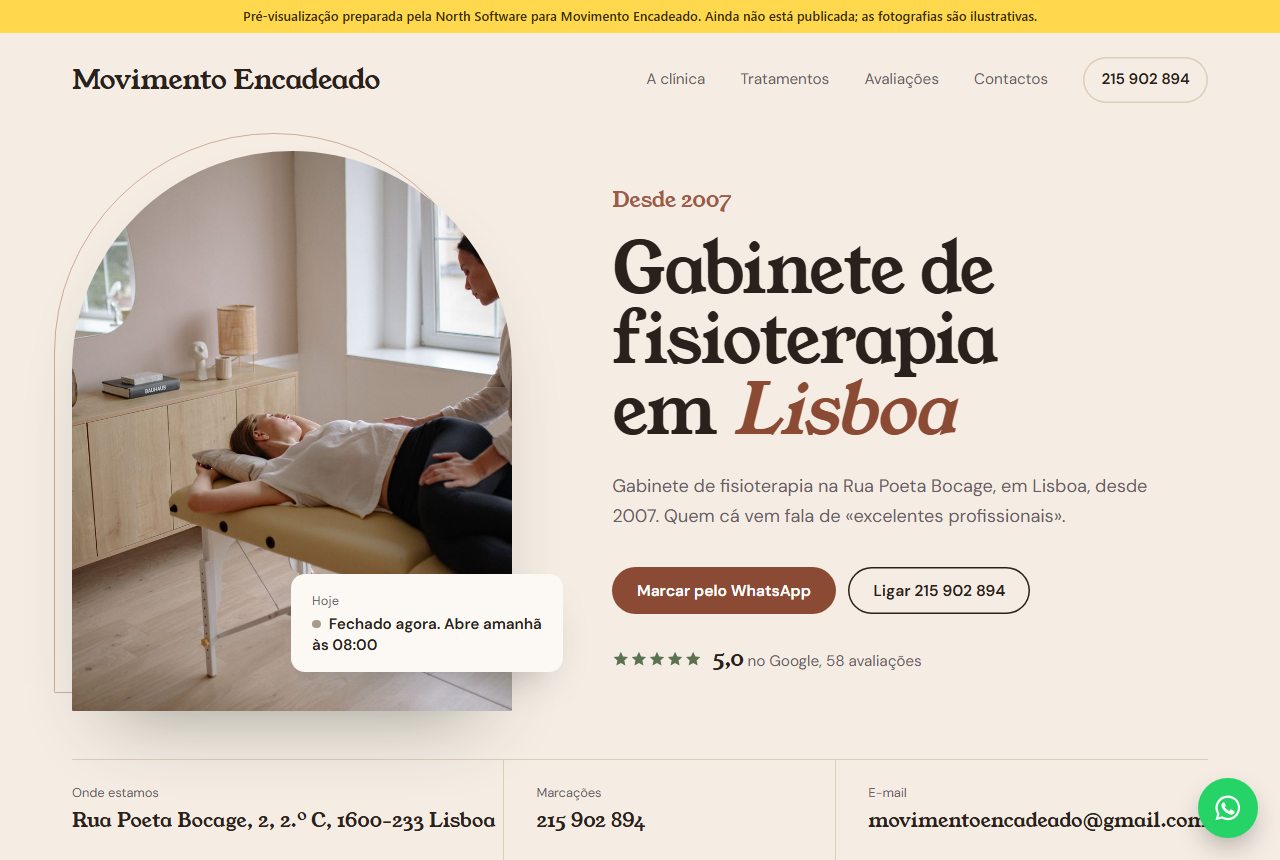 Pré-visualização preparada pela North Software para Movimento Encadeado. Ainda não está publicada; as fotografias são ilustrativas.
Movimento Encadeado
A clínica
Tratamentos
Avaliações
Contactos
215 902 894
Desde 2007
Gabinete de
fisioterapia
em Lisboa
Gabinete de fisioterapia na Rua Poeta Bocage, em Lisboa, desde
2007. Quem cá vem fala de «excelentes profissionais».
Marcar pelo WhatsApp
Ligar 215 902 894
5,0 no Google, 58 avaliações
BAUHAUS
Hoje
Fechado agora. Abre amanhã
às 08:00
Onde estamos
Rua Poeta Bocage, 2, 2.º C, 1600-233 Lisboa
Marcações
215 902 894
E-mail
movimentoencadeado@gmail.com